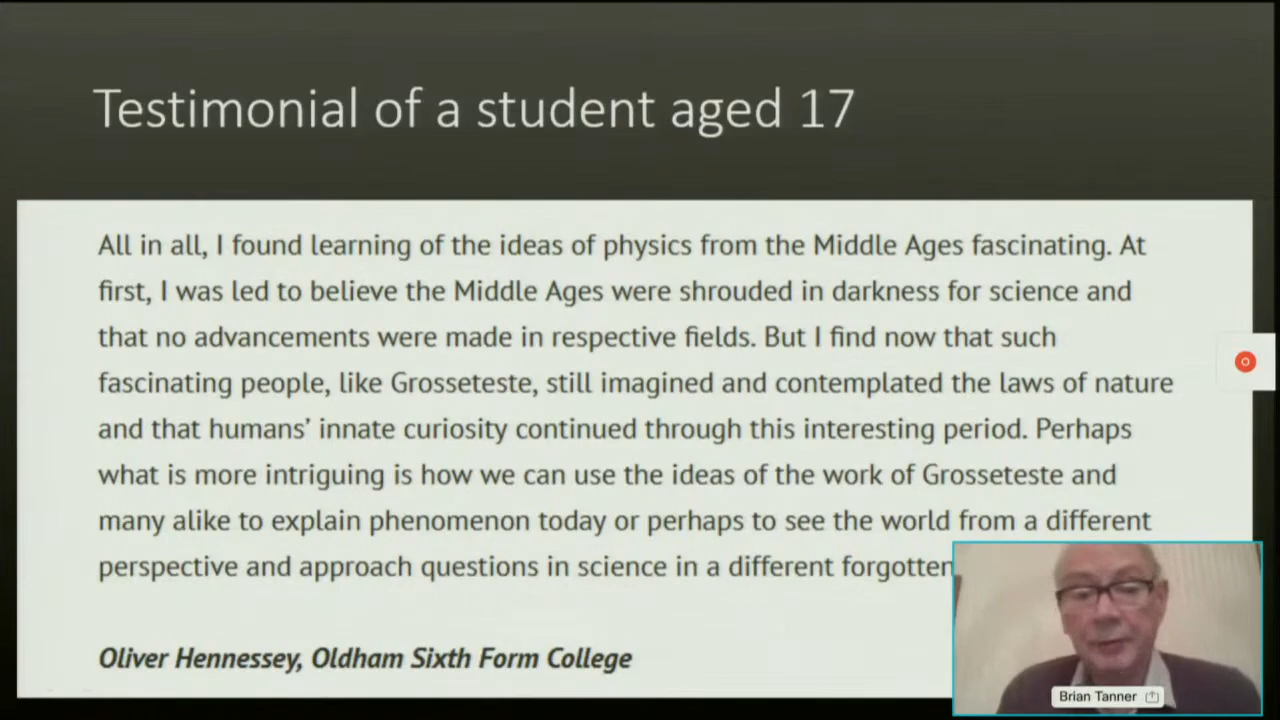 Testimonial of a student aged 17
All in all, I found learning of the ideas of physics from the Middle Ages fascinating. At
first, I was led to believe the Middle Ages were shrouded in darkness for science and
that no advancements were made in respective fields. But I find now that such
fascinating people, like Grosseteste, still imagined and contemplated the laws of nature
and that humans’ innate curiosity continued through this interesting period. Perhaps
what is more intriguing is how we can use the ideas of the work of Grosseteste and
many alike to explain phenomenon today or perhaps to see the world from a different
perspective and approach questions in science in a different forgotten
Oliver Hennessey, Oldham Sixth Form College
Brian Tanner